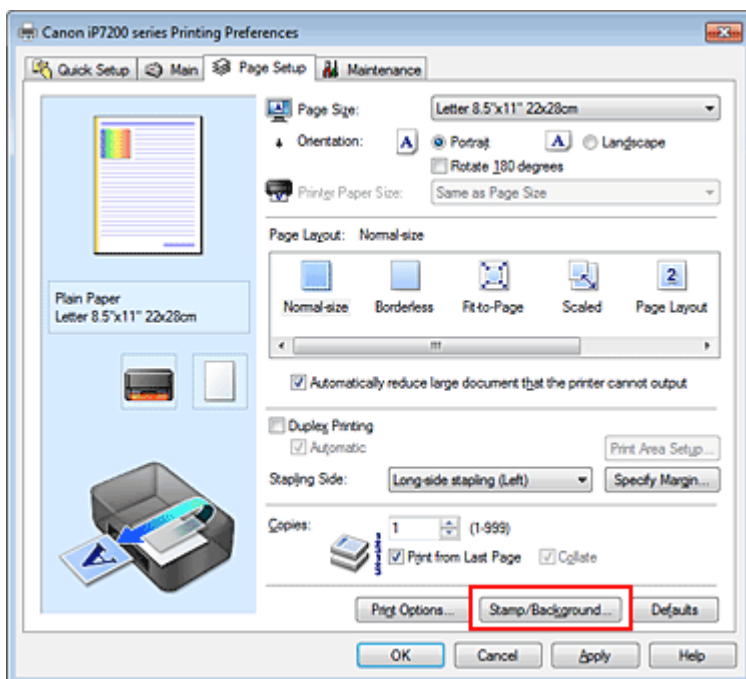 Canon iP7200 series Printing Preferences
Quick Setup Main Page Setup Maintenance
Page Size: Letter 8.5"x11" 22x28cm
Orientation: A Portrait A Landscape
Rotate 180 degrees
Printer Paper Size: Same as Page Size
Page Layout: Normal-size
2
Normal-size Borderless Fit-to-Page Scaled Page Layout
Plain Paper
Letter 8.5"x11" 22x28cm
Automatically reduce large document that the printer cannot output
Duplex Printing
Automatic Print Area Setup...
Stapling Side: Long-side stapling (Left) Specify Margin...
Copies: 1 (1-999)
Print from Last Page Collate
A
Print Options... Stamp/Background... Defaults
OK Cancel Apply Help